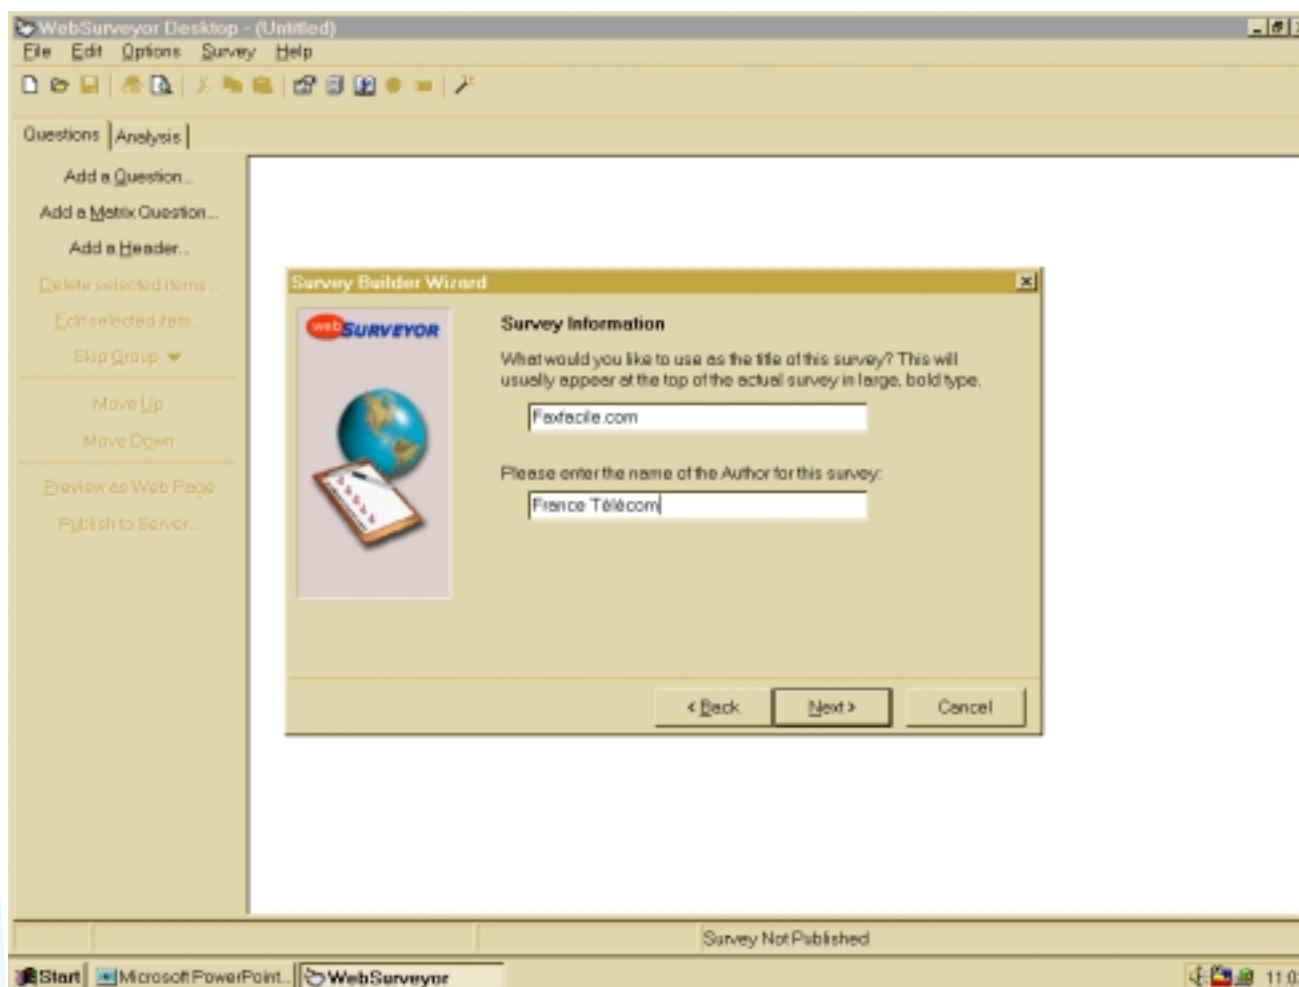 WebSurveyor Desktop - (Untitled)
File Edit Options Survey Help
Questions Analysis
Add a Question...
Add a Matrix Question...
Add a Header...
Delete selected items...
Edit selected item...
Skip Group
Move Up
Move Down
Preview as Web Page
Publish to Server...
Survey Builder Wizard
web SURVEYOR
Survey Information
What would you like to use as the title of this survey? This will
usually appear at the top of the actual survey in large, bold type.
Faxfacile.com
Please enter the name of the Author for this survey:
France Télécom
< Back Next > Cancel
Survey Not Published
Start Microsoft PowerPoint... WebSurveyor